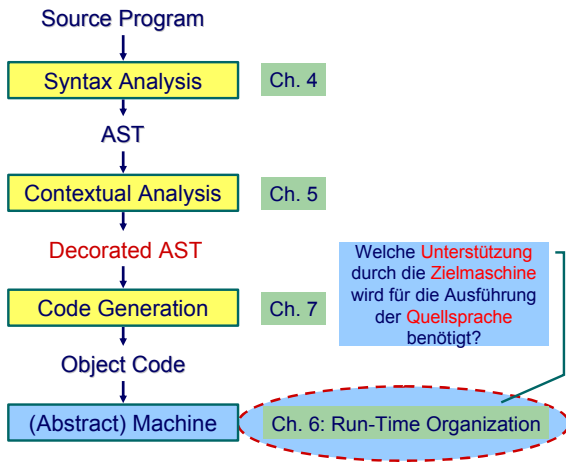 Source Program
Syntax Analysis
Ch. 4
AST
Contextual Analysis
Ch. 5
Decorated AST
Welche Unterstützung
durch die Zielmaschine
wird für die Ausführung
der Quellsprache
benötigt?
Code Generation
Ch. 7
Object Code
(Abstract) Machine
Ch. 6: Run-Time Organization